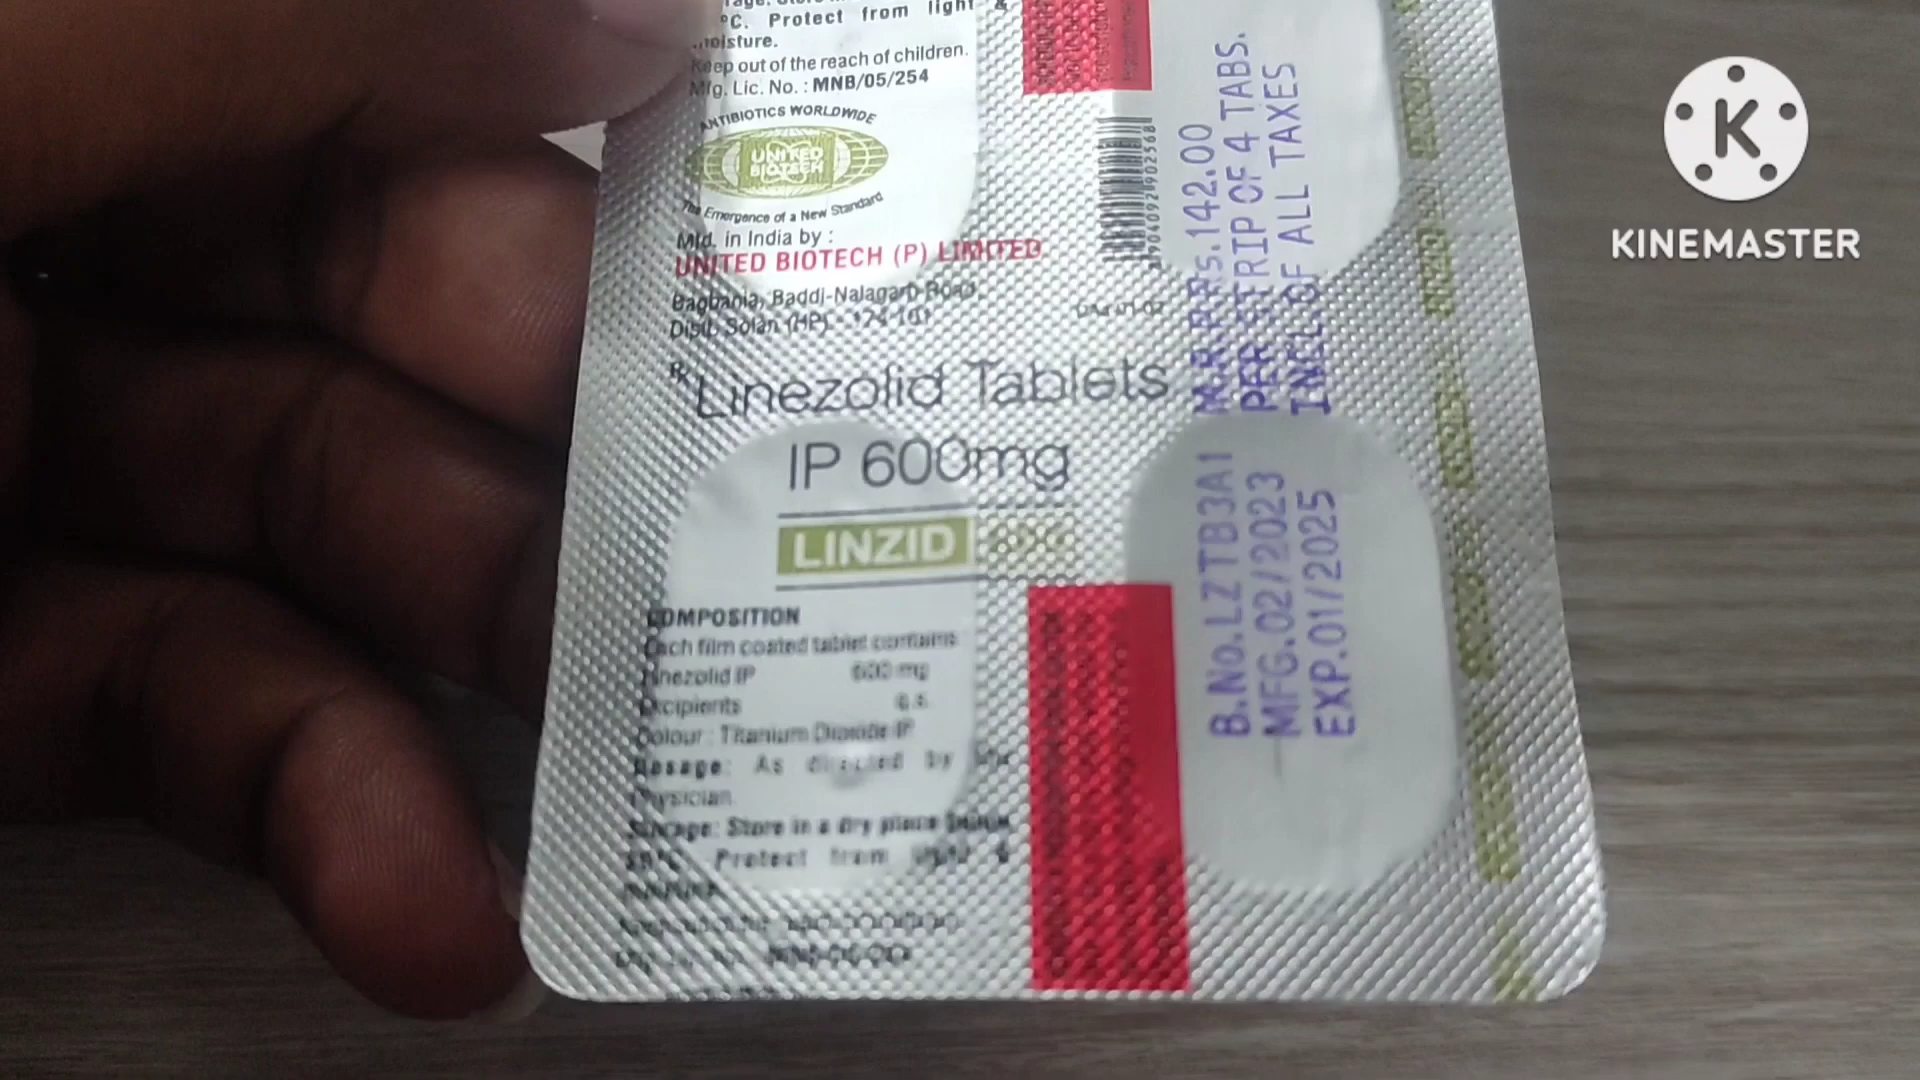 °C. Protect from light &
moisture.
Keep out of the reach of children.
Mfg. Lic. No. : MNB/05/254
ANTIBIOTICS WORLDWIDE
UNITED
BIOTECH
The Emergence of a New Standard
Mfd. in India by :
UNITED BIOTECH (P) LIMITED
Bagbania, Baddi-Nalagarh Road,
Distt. Solan (HP) - 174 101
Rx Linezolid Tablets
IP 600mg
LINZID
COMPOSITION
Each film coated tablet contains
Linezolid IP 600 mg
Excipients q.s.
Colour : Titanium Dioxide IP
Dosage: As directed by the
Physician.
Storage: Store in a dry place below
Protect from light &
moisture.
M.R.P.Rs.142.00
PER STRIP OF 4 TABS.
INCL.OF ALL TAXES
B.No.LZTB3A1
MFG.02/2023
EXP.01/2025
KINEMASTER